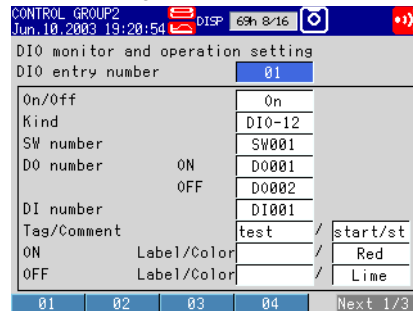 CONTROL GROUP2
Jun.10.2003 19:20:54 DISP 69h 8/16
DIO monitor and operation setting
DIO entry number 01
On/Off On
Kind DIO-12
SW number SW001
DO number ON DO001
OFF DO002
DI number DI001
Tag/Comment test / start/st
ON Label/Color / Red
OFF Label/Color / Lime
01 02 03 04 Next 1/3